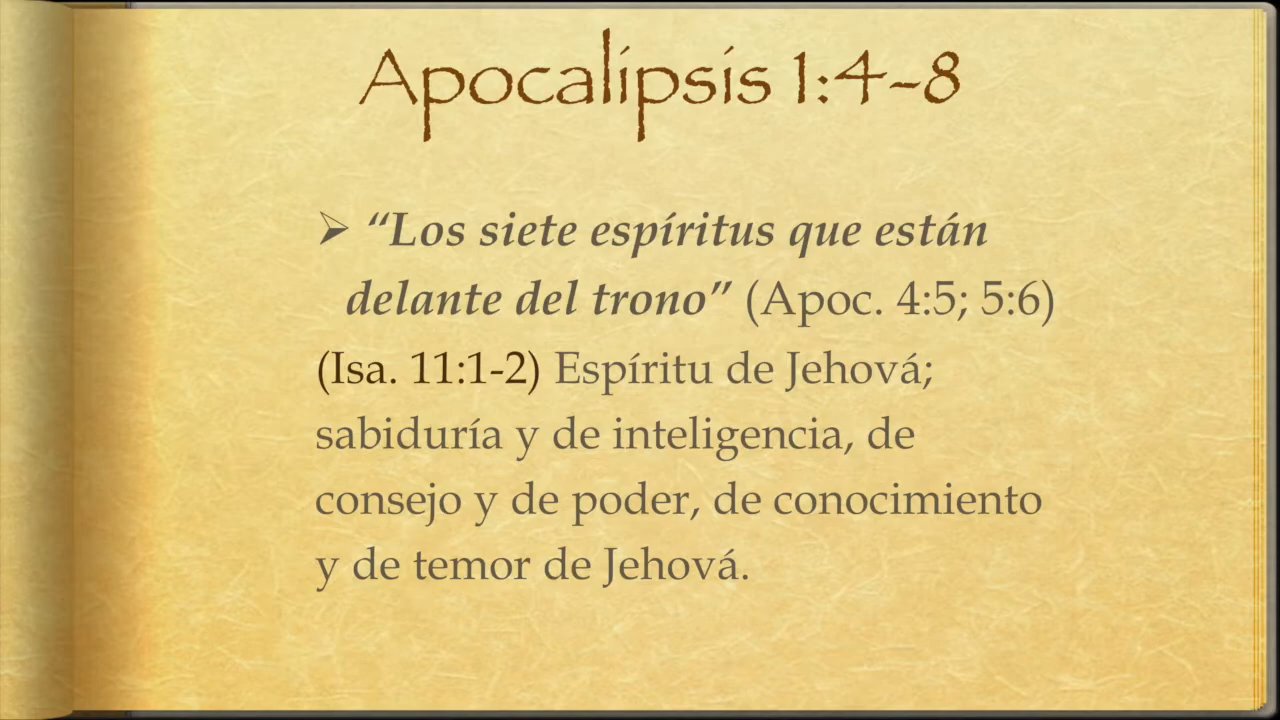 Apocalipsis 1:4-8
➢ “Los siete espíritus que están
delante del trono” (Apoc. 4:5; 5:6)
(Isa. 11:1-2) Espíritu de Jehová;
sabiduría y de inteligencia, de
consejo y de poder, de conocimiento
y de temor de Jehová.